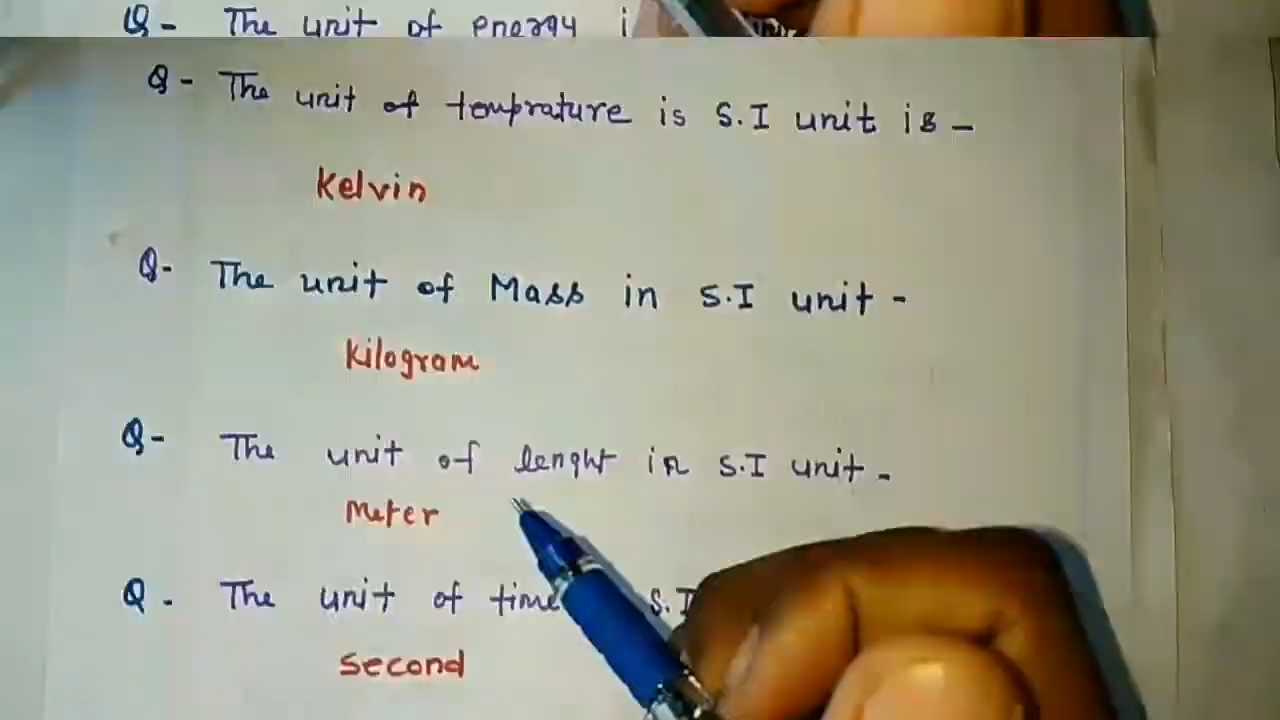 Q- The unit of energy i
Q- The unit of temprature is S.I unit is -
Kelvin
Q- The unit of Mass in S.I unit -
Kilogram
Q- The unit of lenght in S.I unit -
Meter
Q- The unit of time S.I
Second